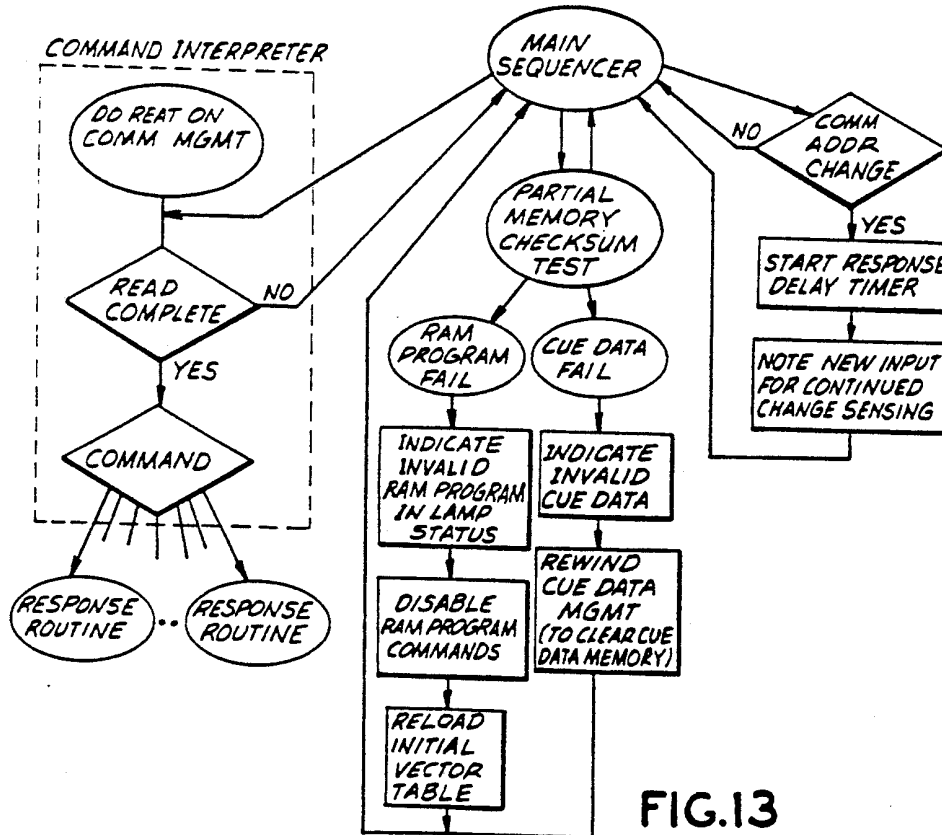 COMMAND INTERPRETER
DO REAT ON
COMM MGMT
READ
COMPLETE
NO
YES
COMMAND
RESPONSE
ROUTINE
..
RESPONSE
ROUTINE
MAIN
SEQUENCER
PARTIAL
MEMORY
CHECKSUM
TEST
RAM
PROGRAM
FAIL
INDICATE
INVALID
RAM PROGRAM
IN LAMP
STATUS
DISABLE
RAM PROGRAM
COMMANDS
RELOAD
INITIAL
VECTOR
TABLE
CUE DATA
FAIL
INDICATE
INVALID
CUE DATA
REWIND
CUE DATA
MGMT
(TO CLEAR CUE
DATA MEMORY)
COMM
ADDR
CHANGE
NO
YES
START RESPONSE
DELAY TIMER
NOTE NEW INPUT
FOR CONTINUED
CHANGE SENSING
FIG.13